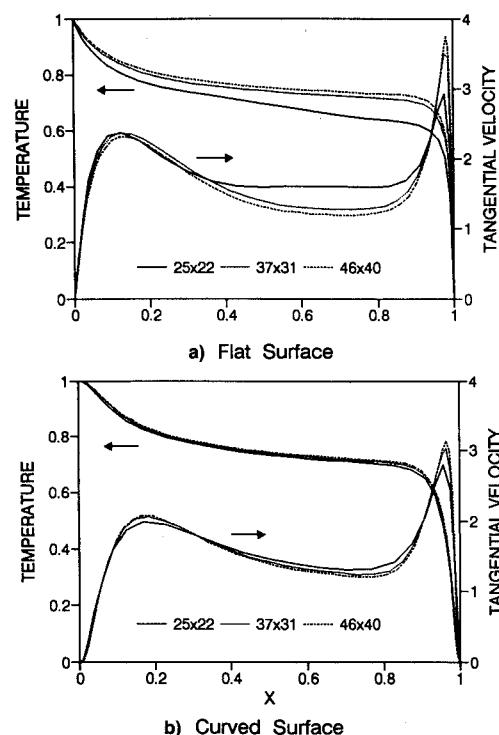 1
0.8
0.6
0.4
0.2
0
TEMPERATURE
4
3
2
1
0
TANGENTIAL VELOCITY
25x22 37x31 46x40
0 0.2 0.4 0.6 0.8 1
a) Flat Surface
1
0.8
0.6
0.4
0.2
0
TEMPERATURE
4
3
2
1
0
TANGENTIAL VELOCITY
25x22 37x31 46x40
0 0.2 0.4 0.6 0.8 1
X
b) Curved Surface